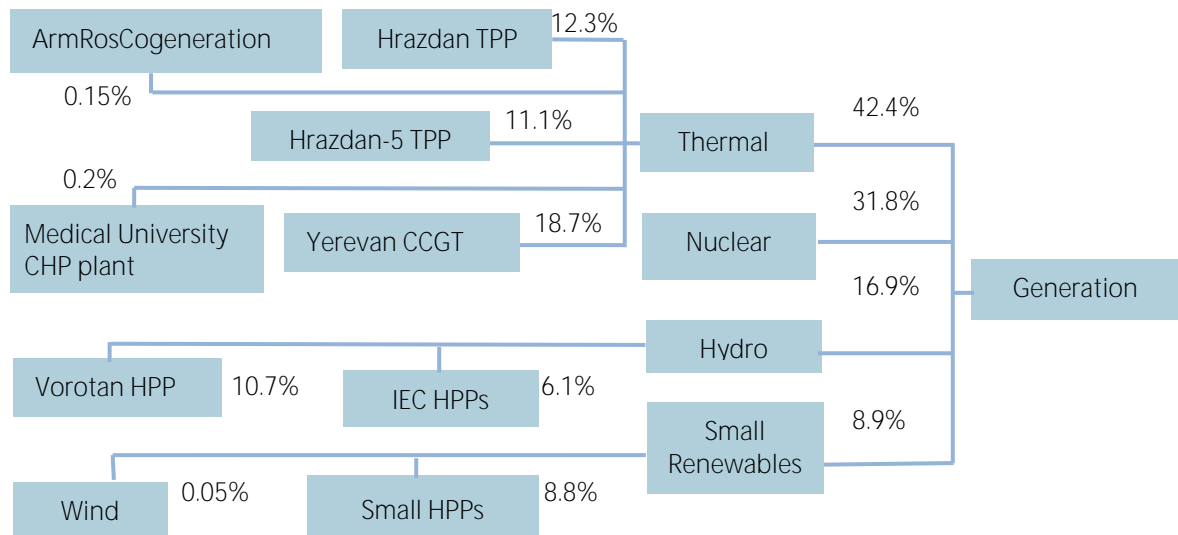 ArmRosCogeneration
Hrazdan TPP
12.3%
0.15%
42.4%
Hrazdan-5 TPP
11.1%
Thermal
0.2%
31.8%
Medical University
CHP plant
Yerevan CCGT
18.7%
Nuclear
16.9%
Generation
Hydro
Vorotan HPP
10.7%
IEC HPPs
6.1%
8.9%
Small
Renewables
Wind
0.05%
Small HPPs
8.8%